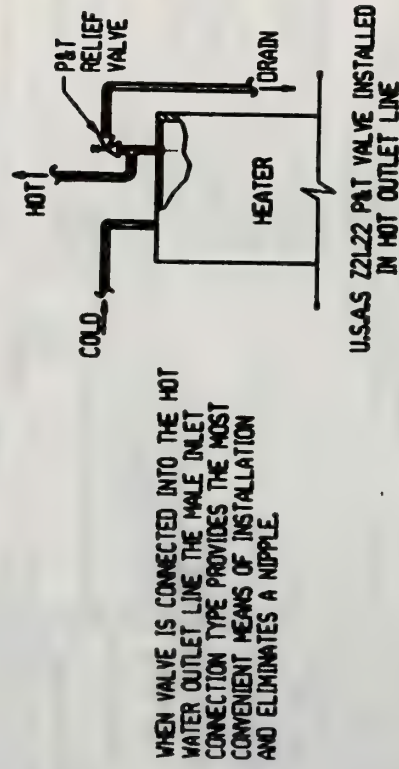 WHEN VALVE IS CONNECTED INTO THE HOT
WATER OUTLET LINE THE MALE INLET
CONNECTION TYPE PROVIDES THE MOST
CONVENIENT MEANS OF INSTALLATION
AND ELIMINATES A NIPPLE.
COLD
HOT
P&T
RELIEF
VALVE
HEATER
DRAIN
U.S.A.S Z21.22 P&T VALVE INSTALLED
IN HOT OUTLET LINE